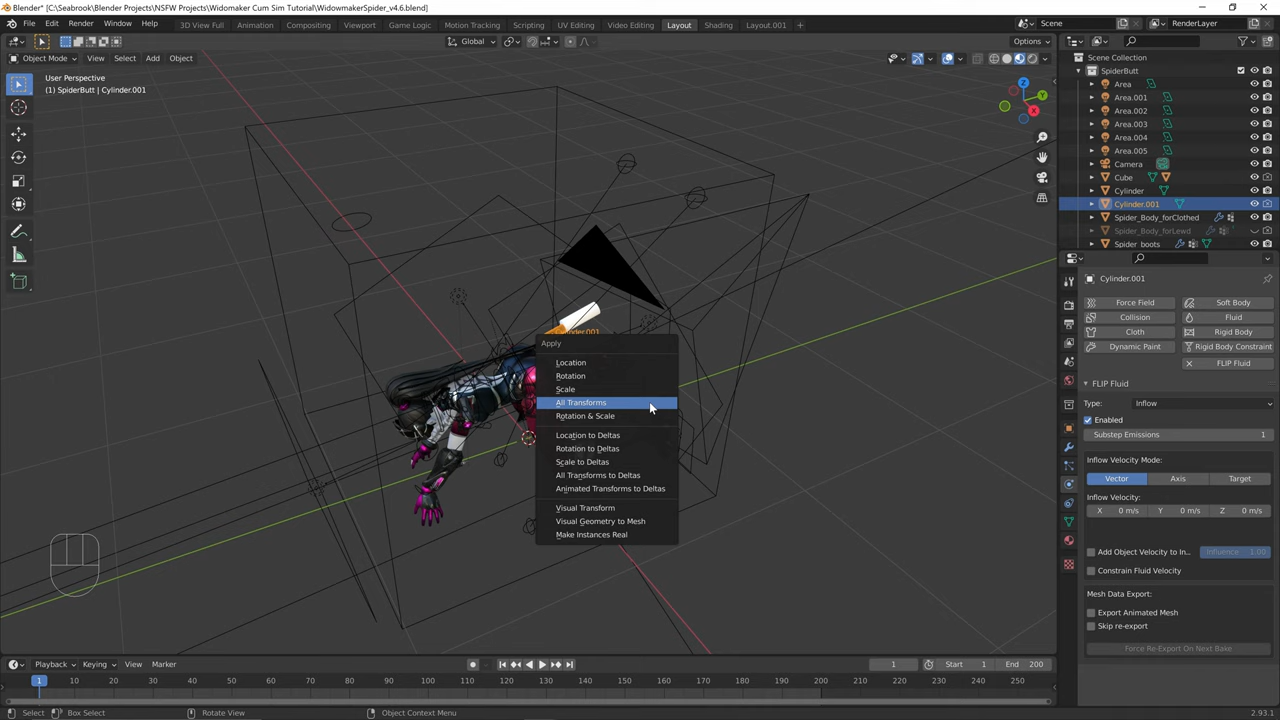 Blender* [C:\Seabrook\Blender Projects\NSFW Projects\Widomaker Cum Sim Tutorial\WidowmakerSpider_v4.6.blend]
File Edit Render Window Help 3D View Full Animation Compositing Viewport Game Logic Motion Tracking Scripting UV Editing Video Editing Layout Shading Layout.001 Scene RenderLayer
Global Options
Object Mode View Select Add Object
User Perspective
(1) SpiderButt | Cylinder.001
Z
Y
X
Cylinder.001
Apply
Location
Rotation
Scale
All Transforms
Rotation & Scale
Location to Deltas
Rotation to Deltas
Scale to Deltas
All Transforms to Deltas
Animated Transforms to Deltas
Visual Transform
Visual Geometry to Mesh
Make Instances Real
Scene Collection
SpiderButt
Area
Area.001
Area.002
Area.003
Area.004
Area.005
Camera
Cube
Cylinder
Cylinder.001
Spider_Body_forClothed
Spider_Body_forLewd
Spider_boots
Cylinder.001
Force Field Soft Body
Collision Fluid
Cloth Rigid Body
Dynamic Paint Rigid Body Constraint
FLIP Fluid
FLIP Fluid
Type: Inflow
Enabled
Substep Emissions 1
Inflow Velocity Mode:
Vector Axis Target
Inflow Velocity:
X 0 m/s Y 0 m/s Z 0 m/s
Add Object Velocity to In... Influence 1.00
Constrain Fluid Velocity
Mesh Data Export:
Export Animated Mesh
Skip re-export
Force Re-Export On Next Bake
Playback Keying View Marker 1 Start 1 End 200
1 10 20 30 40 50 60 70 80 90 100 110 120 130 140 150 160 170 180 190 200 210 220 230 240 250
Select Box Select Rotate View Object Context Menu 2.93.1